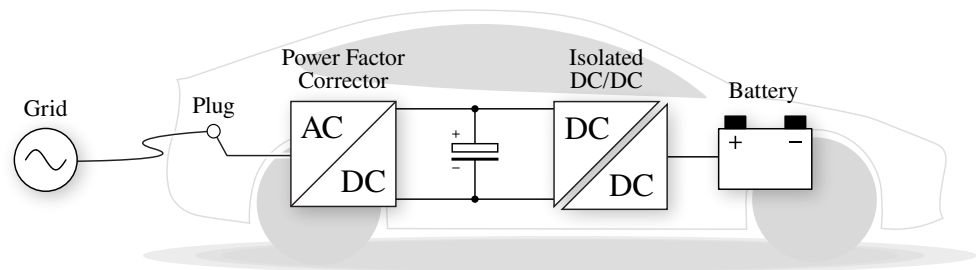 Power Factor
Corrector
Isolated
DC/DC
Grid
Plug
Battery
AC
DC
+
−
DC
DC
+
−